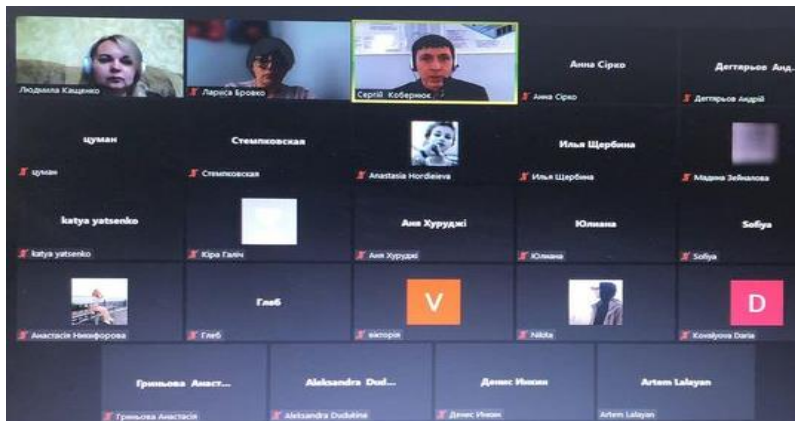 Людмила Кащенко
Лариса Бровко
Сергій Кобернюк
Анна Сірко
Анна Сірко
Дегтярьов Анд...
Дегтярьов Андрій
цуман
цуман
Стемпковская
Стемпковская
Anastasia Hordieieva
Илья Щербина
Илья Щербина
Мадина Зейналова
katya yatsenko
katya yatsenko
Кіра Галіч
Аня Хуруджі
Аня Хуруджі
Юлиана
Юлиана
Sofiya
Sofiya
Анастасія Никифорова
Глеб
Глеб
V
вікторія
Nikita
D
Kovalyova Daria
Гриньова Анаст...
Гриньова Анастасія
Aleksandra Dud...
Aleksandra Dudukina
Денис Инкин
Денис Инкин
Artem Lalayan
Artem Lalayan